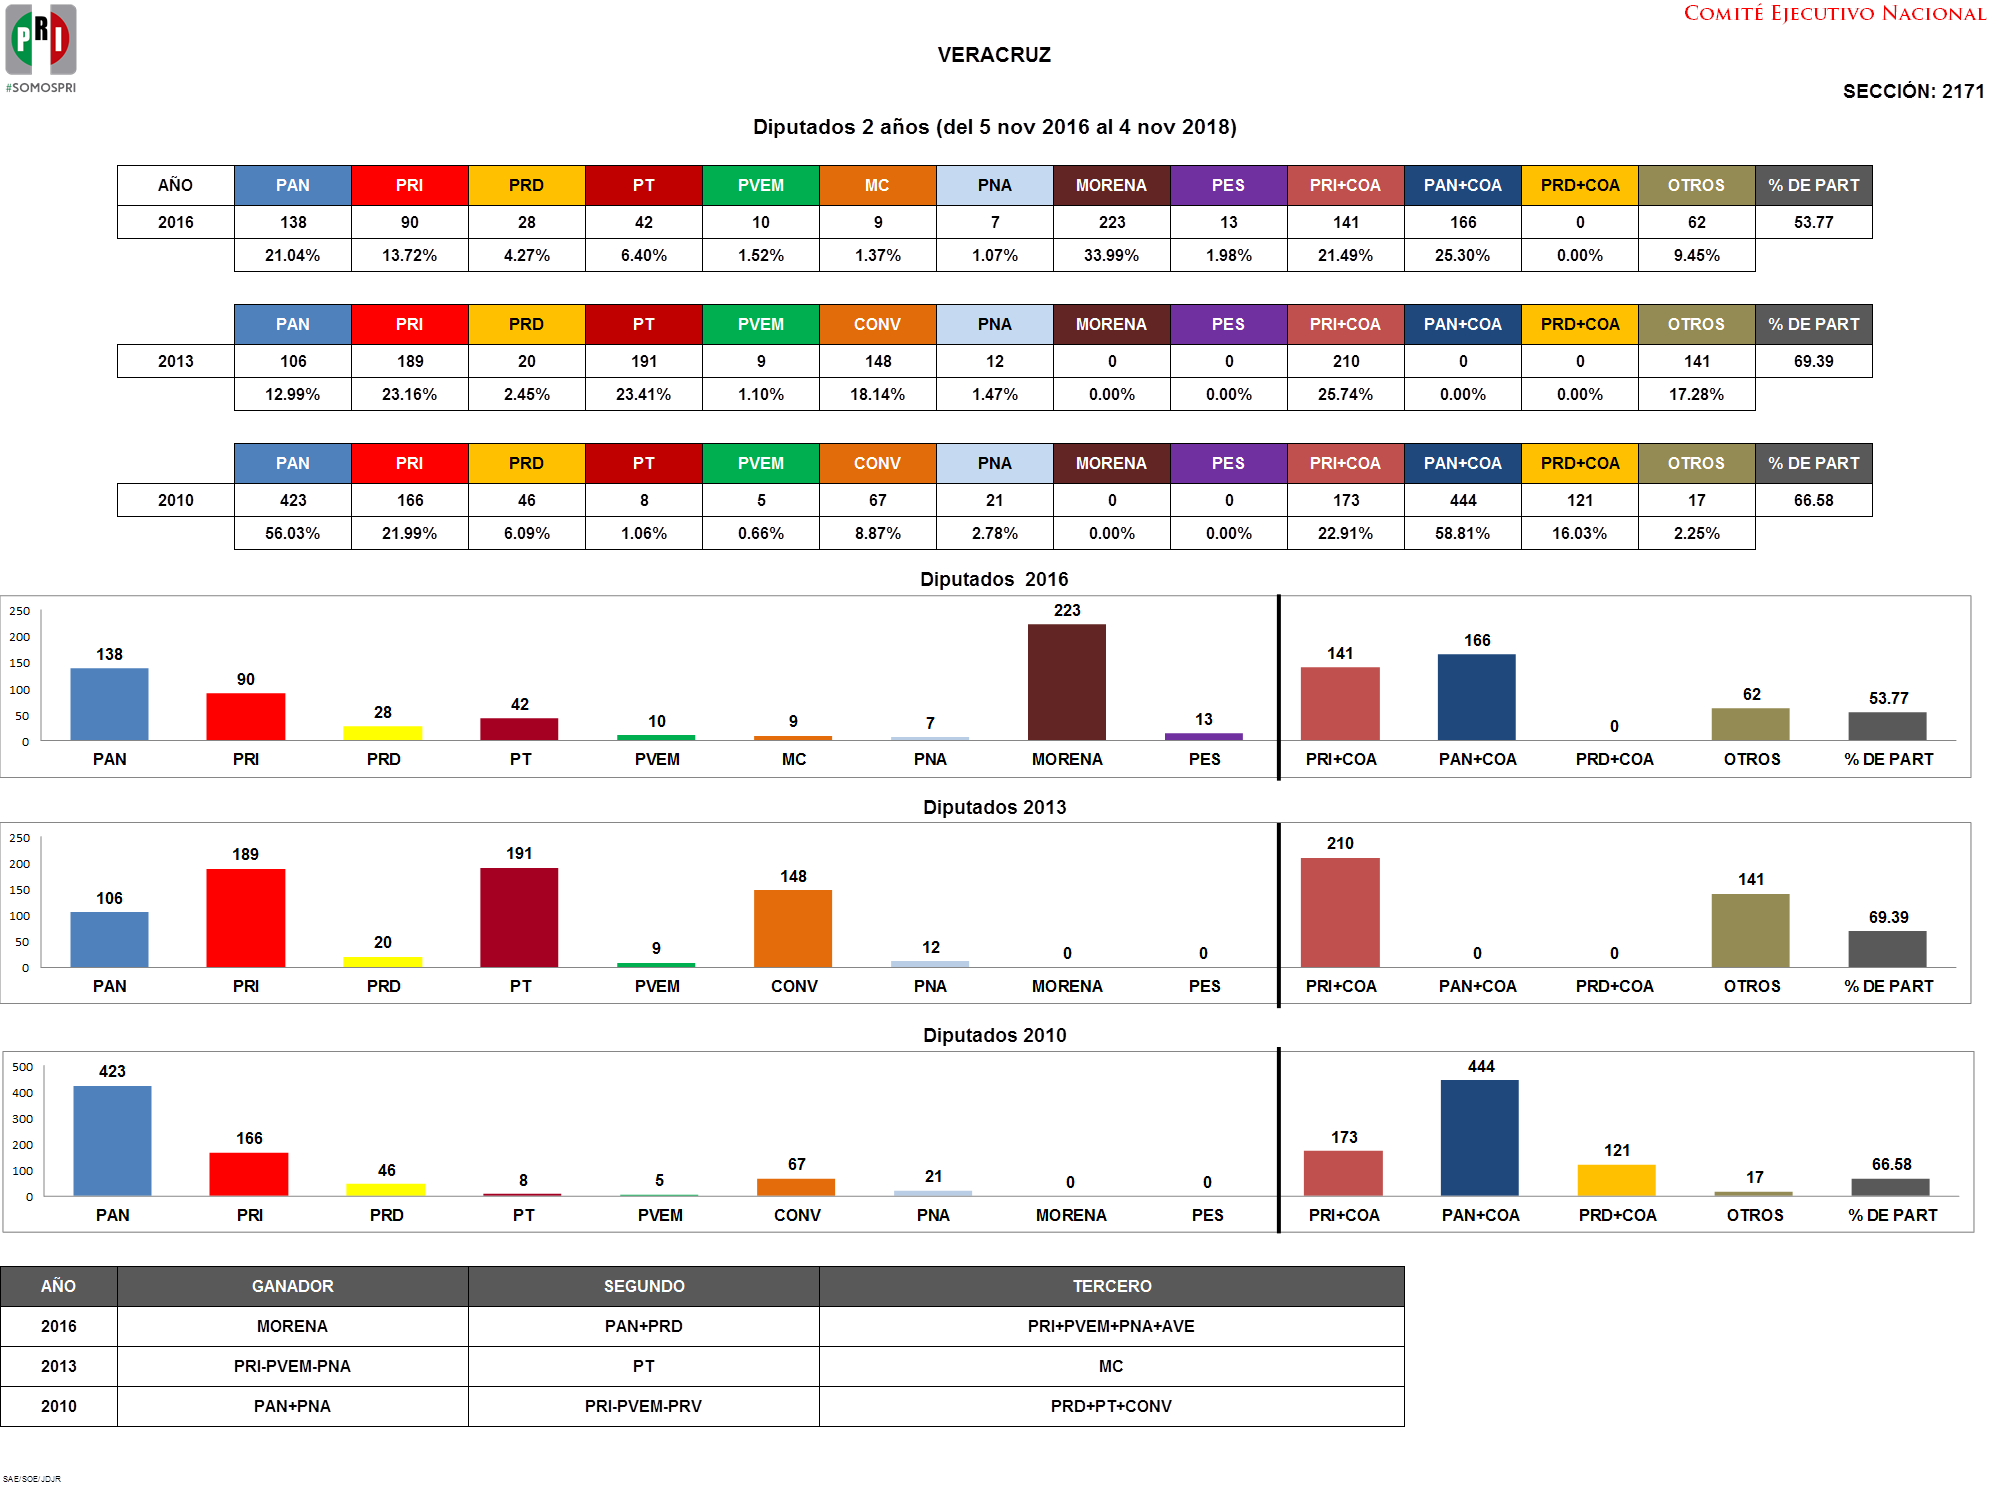 PRI
#SOMOSPRI
COMITÉ EJECUTIVO NACIONAL
VERACRUZ
SECCIÓN: 2171
Diputados 2 años (del 5 nov 2016 al 4 nov 2018)
AÑO PAN PRI PRD PT PVEM MC PNA MORENA PES PRI+COA PAN+COA PRD+COA OTROS % DE PART
2016 138 90 28 42 10 9 7 223 13 141 166 0 62 53.77
21.04% 13.72% 4.27% 6.40% 1.52% 1.37% 1.07% 33.99% 1.98% 21.49% 25.30% 0.00% 9.45%
PAN PRI PRD PT PVEM CONV PNA MORENA PES PRI+COA PAN+COA PRD+COA OTROS % DE PART
2013 106 189 20 191 9 148 12 0 0 210 0 0 141 69.39
12.99% 23.16% 2.45% 23.41% 1.10% 18.14% 1.47% 0.00% 0.00% 25.74% 0.00% 0.00% 17.28%
PAN PRI PRD PT PVEM CONV PNA MORENA PES PRI+COA PAN+COA PRD+COA OTROS % DE PART
2010 423 166 46 8 5 67 21 0 0 173 444 121 17 66.58
56.03% 21.99% 6.09% 1.06% 0.66% 8.87% 2.78% 0.00% 0.00% 22.91% 58.81% 16.03% 2.25%
Diputados  2016
250
200
150
100
50
0
138 90 28 42 10 9 7 223 13 141 166 0 62 53.77
PAN PRI PRD PT PVEM MC PNA MORENA PES PRI+COA PAN+COA PRD+COA OTROS % DE PART
Diputados 2013
250
200
150
100
50
0
106 189 20 191 9 148 12 0 0 210 0 0 141 69.39
PAN PRI PRD PT PVEM CONV PNA MORENA PES PRI+COA PAN+COA PRD+COA OTROS % DE PART
Diputados 2010
500
400
300
200
100
0
423 166 46 8 5 67 21 0 0 173 444 121 17 66.58
PAN PRI PRD PT PVEM CONV PNA MORENA PES PRI+COA PAN+COA PRD+COA OTROS % DE PART
AÑO GANADOR SEGUNDO TERCERO
2016 MORENA PAN+PRD PRI+PVEM+PNA+AVE
2013 PRI-PVEM-PNA PT MC
2010 PAN+PNA PRI-PVEM-PRV PRD+PT+CONV
SAE/SOE/JDJR